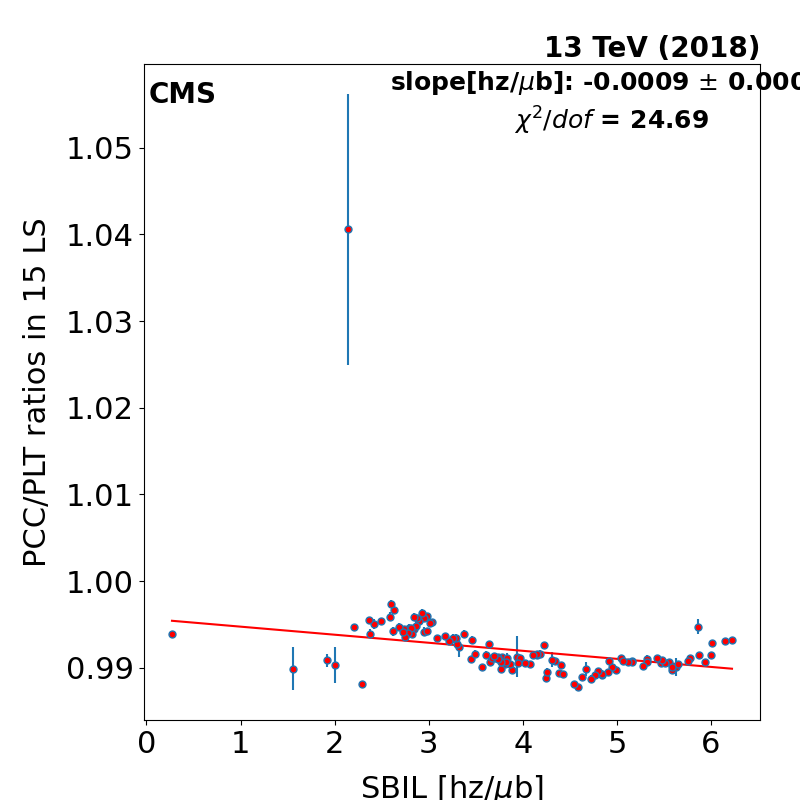 13 TeV (2018)
CMS
slope[hz/μb]: -0.0009 ± 0.000
χ²/dof = 24.69
PCC/PLT ratios in 15 LS
1.05
1.04
1.03
1.02
1.01
1.00
0.99
0 1 2 3 4 5 6
SBIL [hz/μb]